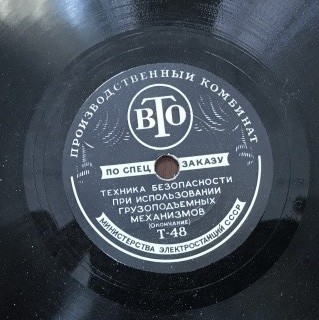 ПРОИЗВОДСТВЕННЫЙ КОМБИНАТ
ВТО
ПО СПЕЦ ЗАКАЗУ
ТЕХНИКА БЕЗОПАСНОСТИ
ПРИ ИСПОЛЬЗОВАНИИ
ГРУЗОПОДЪЕМНЫХ
МЕХАНИЗМОВ
(Окончание)
Т-48
МИНИСТЕРСТВА ЭЛЕКТРОСТАНЦИЙ СССР